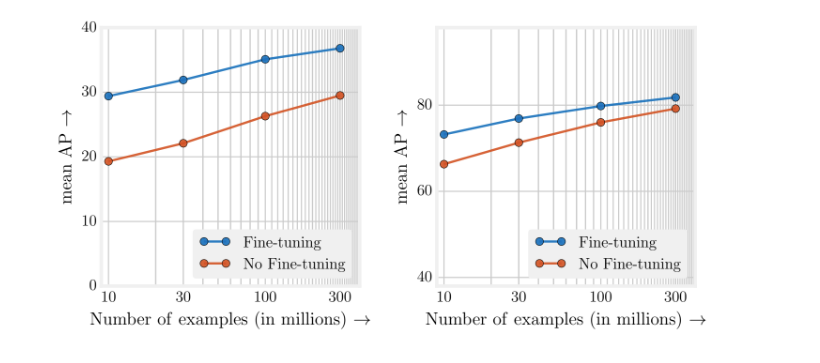 40
30
20
10
0
mean AP →
Fine-tuning
No Fine-tuning
10 30 100 300
Number of examples (in millions) →
80
60
40
mean AP →
Fine-tuning
No Fine-tuning
10 30 100 300
Number of examples (in millions) →